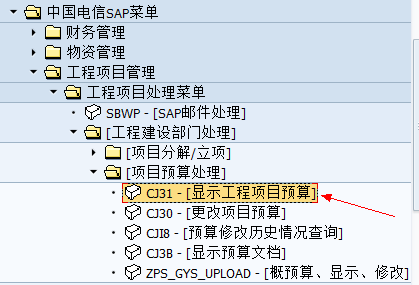 中国电信SAP菜单
财务管理
物资管理
工程项目管理
工程项目处理菜单
SBWP - [SAP邮件处理]
[工程建设部门处理]
[项目分解/立项]
[项目预算处理]
CJ31 - [显示工程项目预算]
CJ30 - [更改项目预算]
CJI8 - [预算修改历史情况查询]
CJ3B - [显示预算文档]
ZPS_GYS_UPLOAD - [概预算、显示、修改]